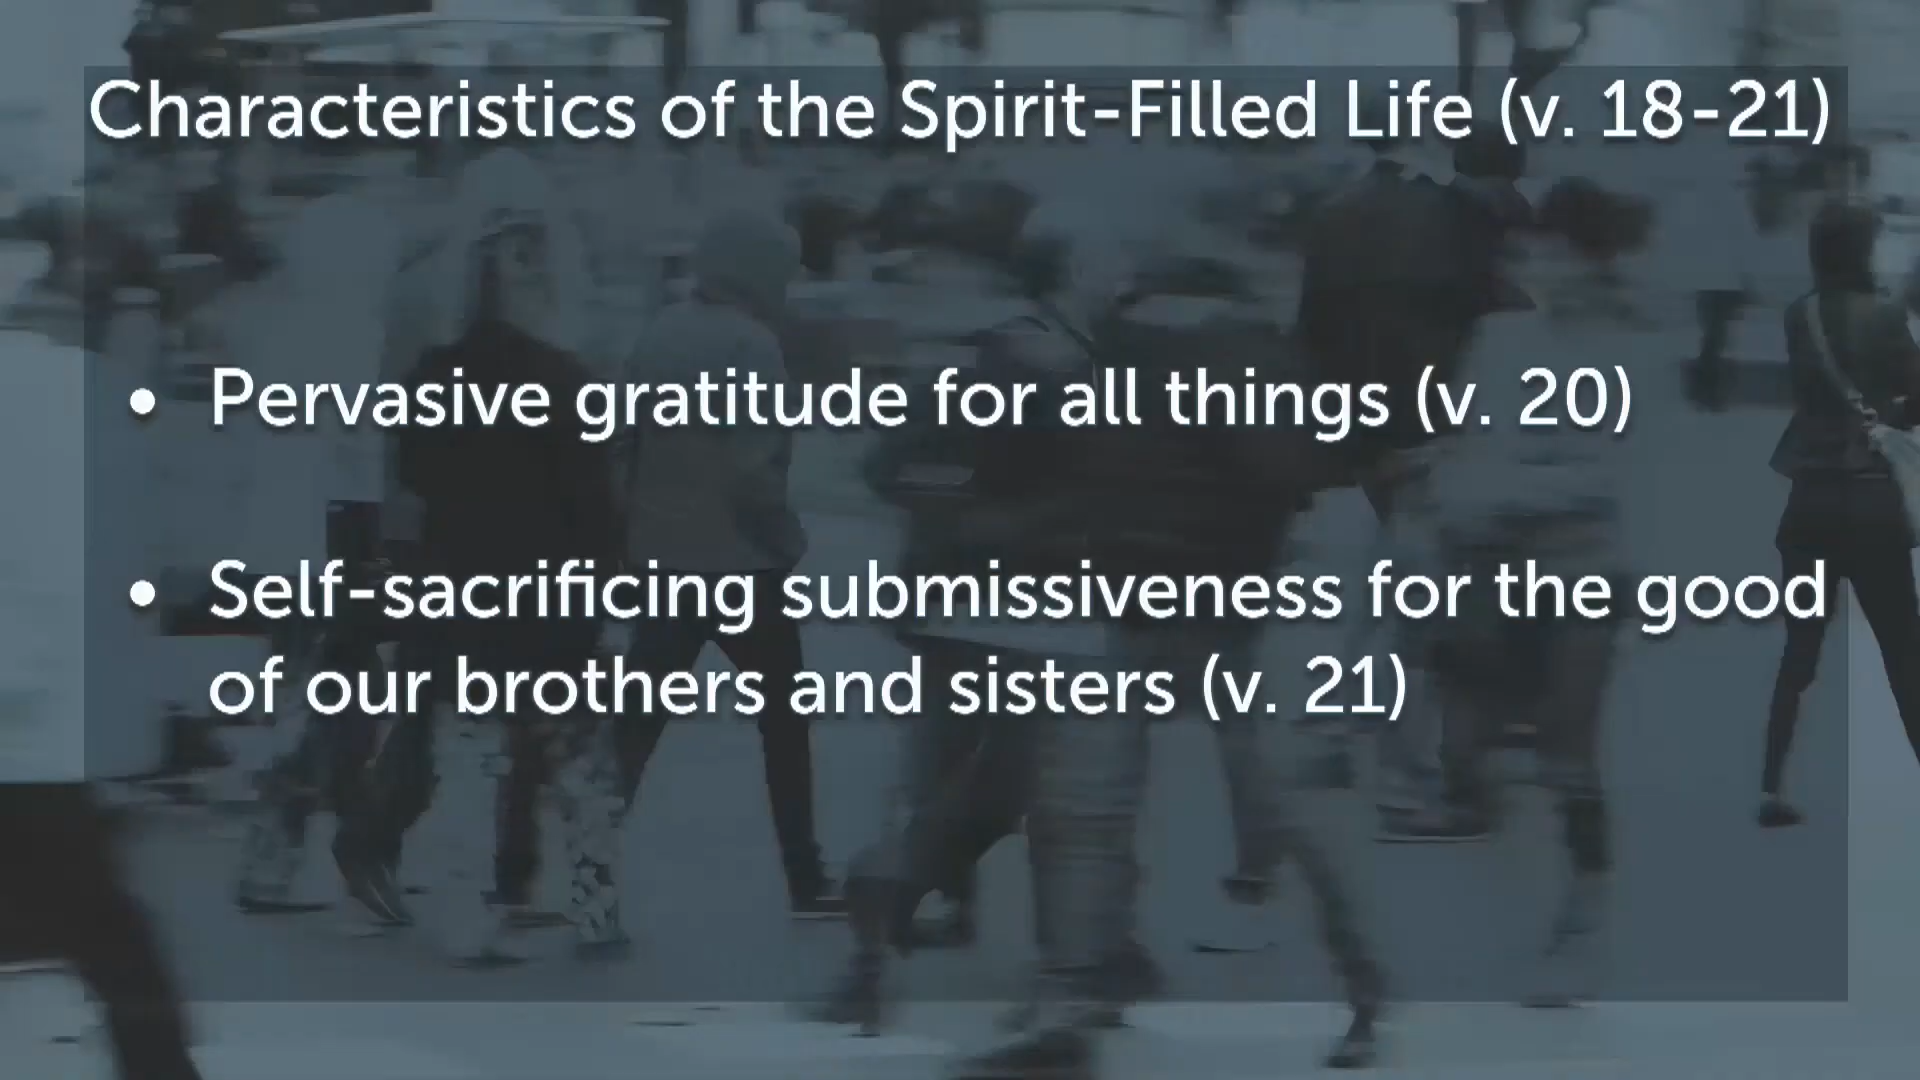 Characteristics of the Spirit-Filled Life (v. 18-21)
• Pervasive gratitude for all things (v. 20)
• Self-sacrificing submissiveness for the good
of our brothers and sisters (v. 21)